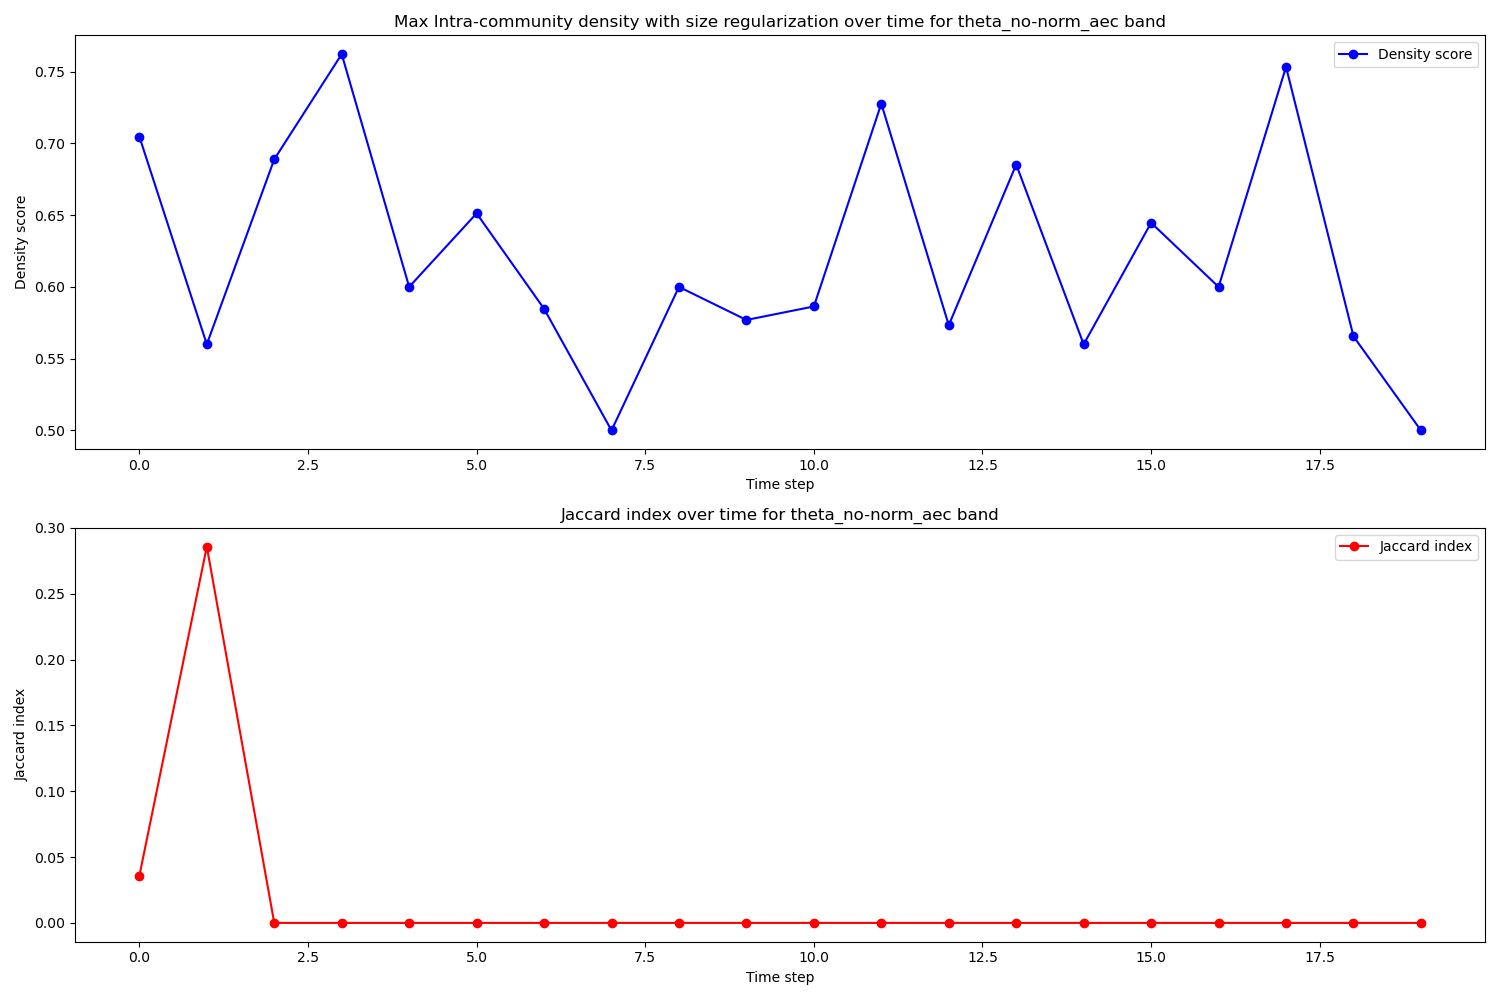 Max Intra-community density with size regularization over time for theta_no-norm_aec band
Density score
Density score
0.75
0.70
0.65
0.60
0.55
0.50
0.0 2.5 5.0 7.5 10.0 12.5 15.0 17.5
Time step
Jaccard index over time for theta_no-norm_aec band
Jaccard index
Jaccard index
0.30
0.25
0.20
0.15
0.10
0.05
0.00
0.0 2.5 5.0 7.5 10.0 12.5 15.0 17.5
Time step